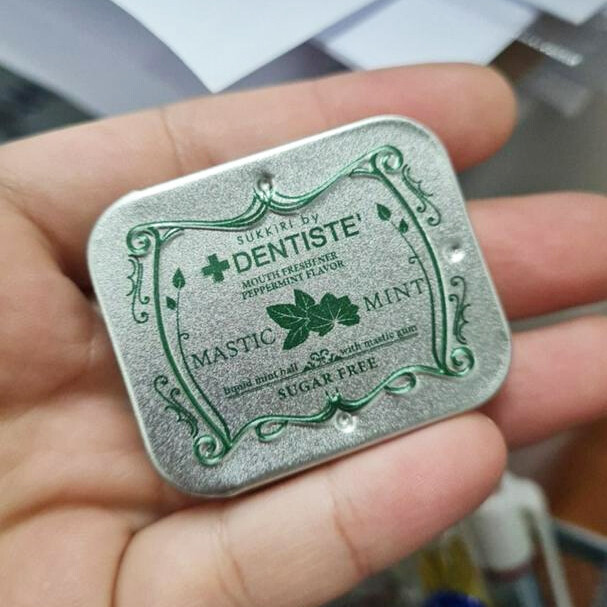 SUKKIRI by
DENTISTE'
MOUTH FRESHENER
PEPPERMINT FLAVOR
MASTIC MINT
liquid mint ball with mastic gum
SUGAR FREE